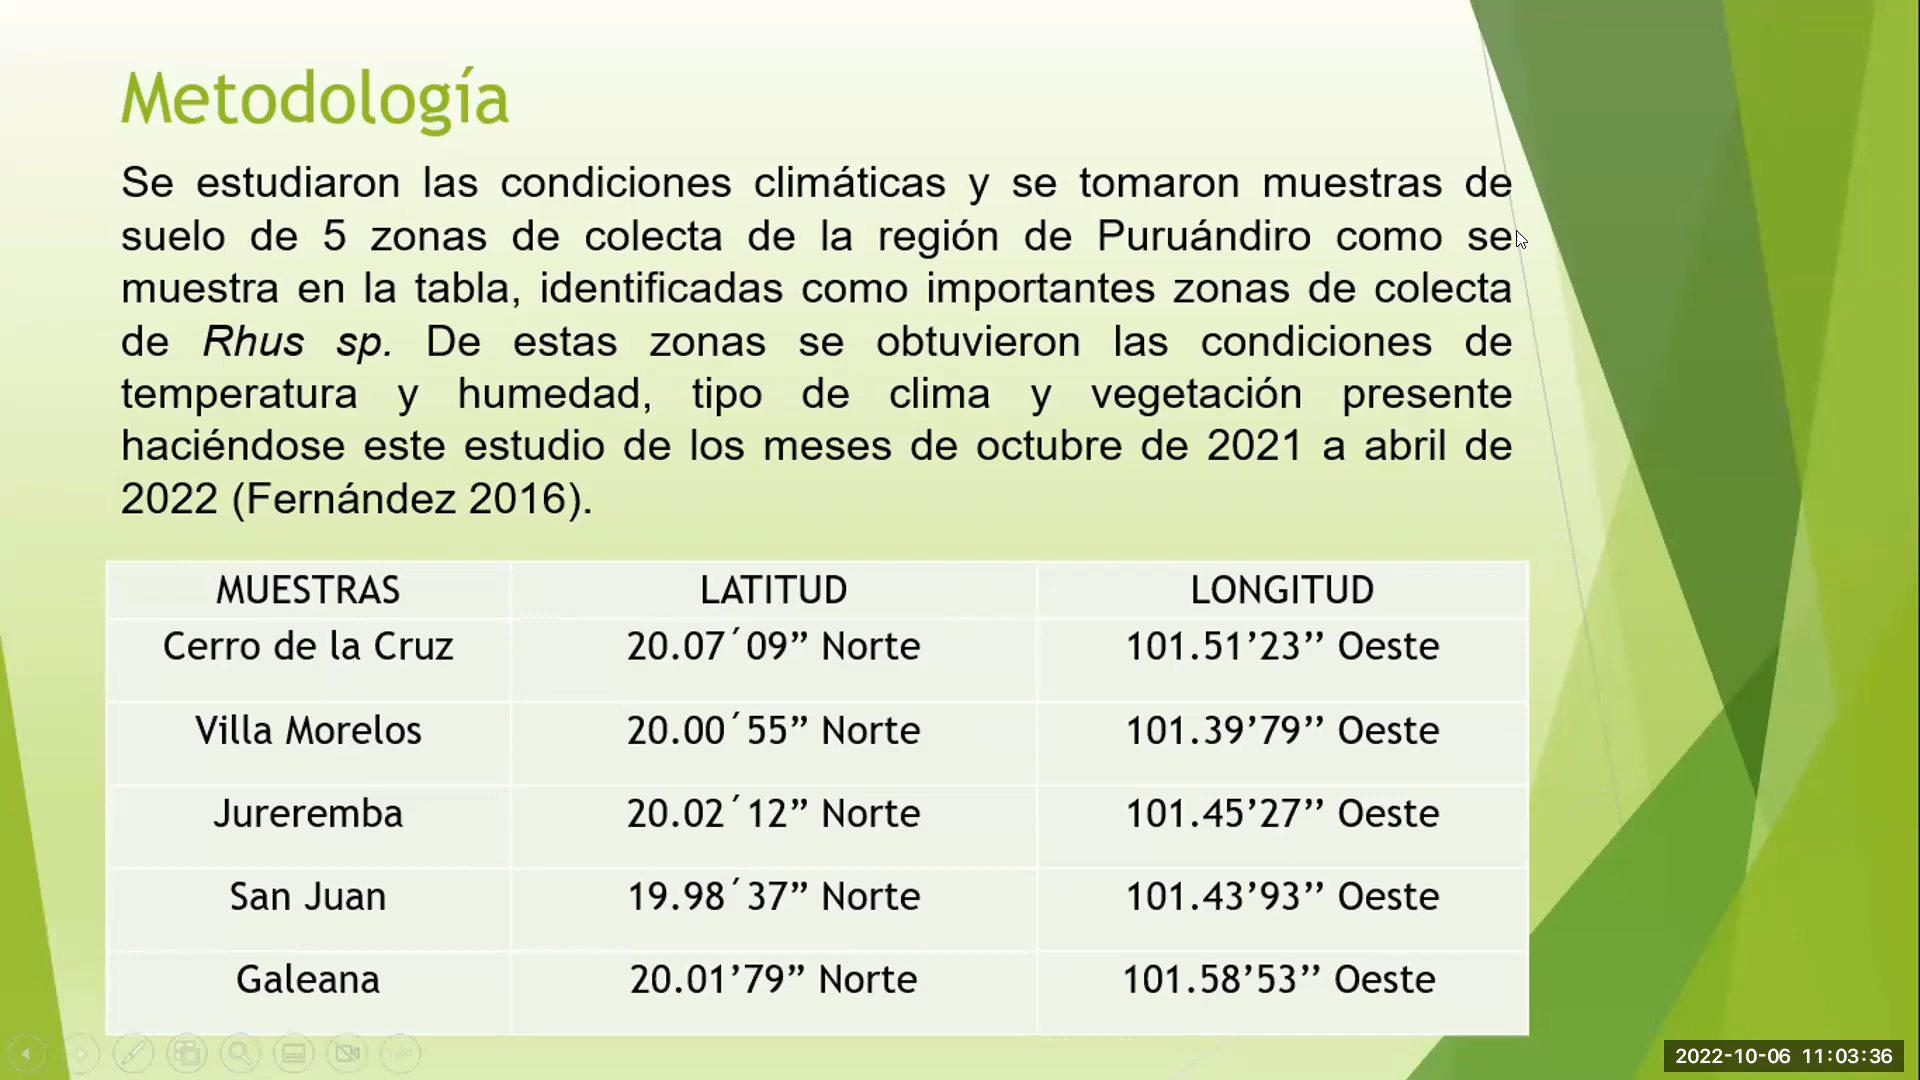 Metodología
Se estudiaron las condiciones climáticas y se tomaron muestras de
suelo de 5 zonas de colecta de la región de Puruándiro como se
muestra en la tabla, identificadas como importantes zonas de colecta
de Rhus sp. De estas zonas se obtuvieron las condiciones de
temperatura y humedad, tipo de clima y vegetación presente
haciéndose este estudio de los meses de octubre de 2021 a abril de
2022 (Fernández 2016).
MUESTRAS LATITUD LONGITUD
Cerro de la Cruz 20.07´09” Norte 101.51’23’’ Oeste
Villa Morelos 20.00´55” Norte 101.39’79’’ Oeste
Jureremba 20.02´12” Norte 101.45’27’’ Oeste
San Juan 19.98´37” Norte 101.43’93’’ Oeste
Galeana 20.01’79” Norte 101.58’53’’ Oeste
2022-10-06 11:03:36